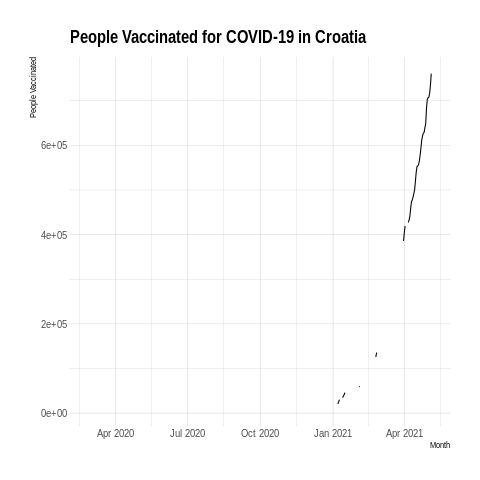 People Vaccinated for COVID-19 in Croatia
People Vaccinated
6e+05
4e+05
2e+05
0e+00
Apr 2020 Jul 2020 Oct 2020 Jan 2021 Apr 2021
Month